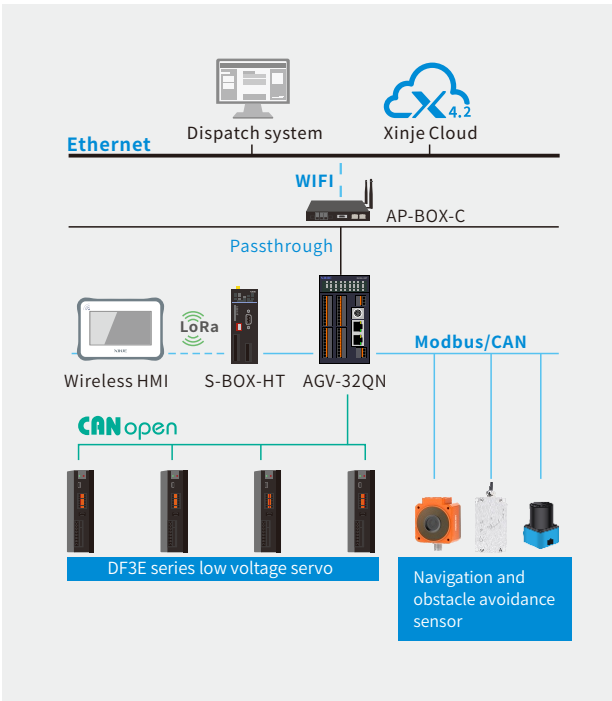 4.2
Dispatch system
Xinje Cloud
Ethernet
WIFI
AP-BOX-C
Passthrough
LoRa
XINJE
Modbus/CAN
Wireless HMI
S-BOX-HT
AGV-32QN
CANopen
DF3E series low voltage servo
Navigation and
obstacle avoidance
sensor